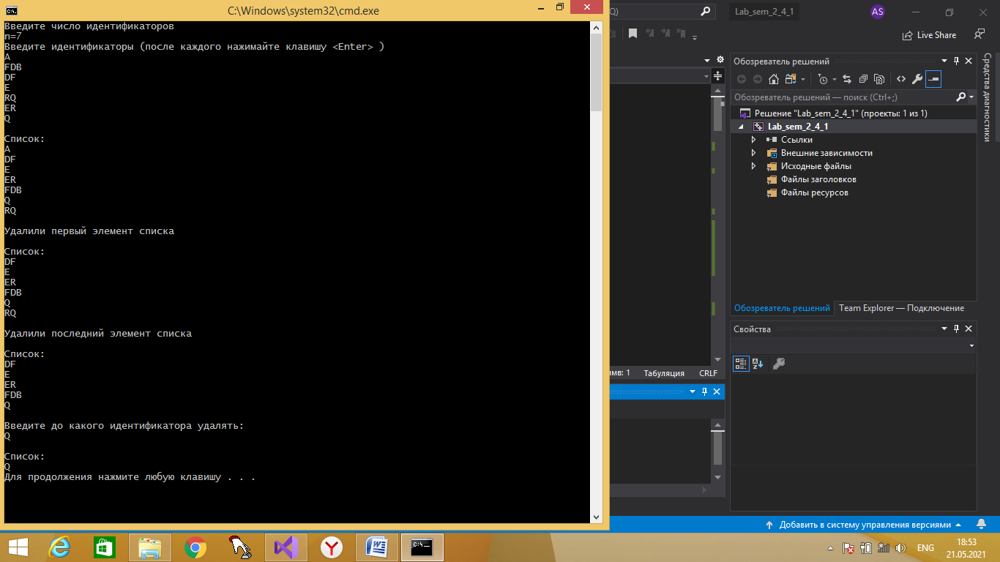 C:\Windows\system32\cmd.exe
Введите число идентификаторов
n=7
Введите идентификаторы (после каждого нажимайте клавишу <Enter> )
A
FDB
DF
E
RQ
ER
Q
Список:
A
DF
E
ER
FDB
Q
RQ
Удалили первый элемент списка
Список:
DF
E
ER
FDB
Q
RQ
Удалили последний элемент списка
Список:
DF
E
ER
FDB
Q
Введите до какого идентификатора удалять:
Q
Список:
Q
Для продолжения нажмите любую клавишу . . .
Q)
Lab_sem_2_4_1
AS
Live Share
Обозреватель решений
Обозреватель решений — поиск (Ctrl+;)
Решение "Lab_sem_2_4_1" (проекты: 1 из 1)
Lab_sem_2_4_1
Ссылки
Внешние зависимости
Исходные файлы
Файлы заголовков
Файлы ресурсов
Средства диагностики
Обозреватель решений
Team Explorer — Подключение
Свойства
имв: 1
Табуляция
CRLF
Добавить в систему управления версиями
ENG
18:53
21.05.2021